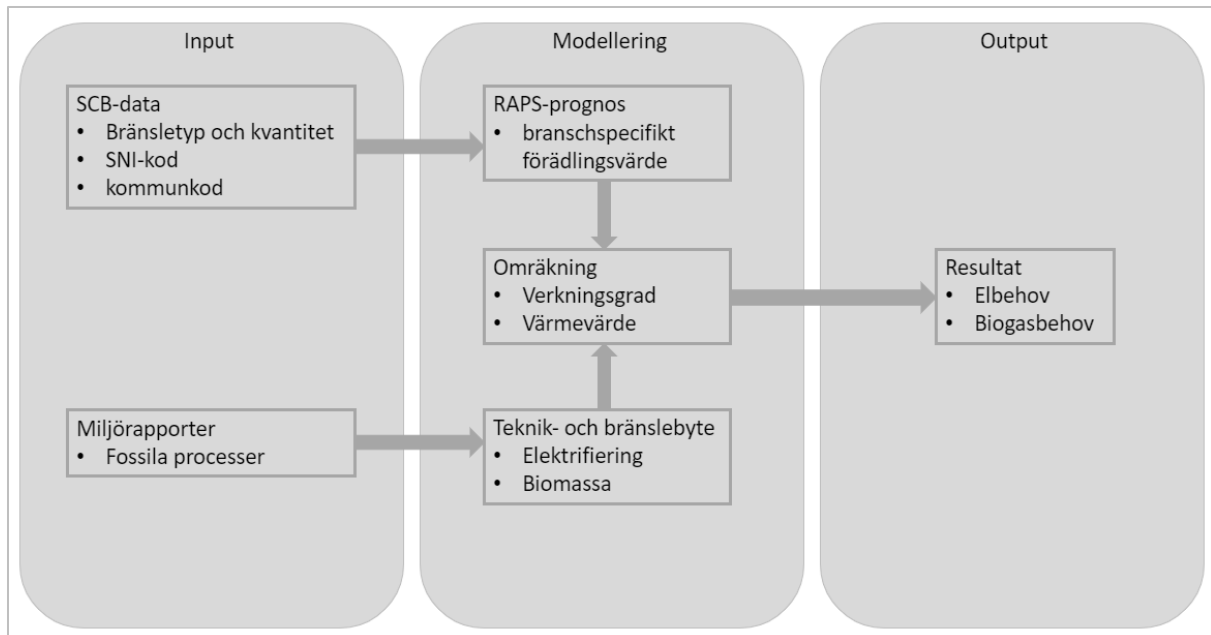 Input
SCB-data
• Bränsletyp och kvantitet
• SNI-kod
• kommunkod
Miljörapporter
• Fossila processer
Modellering
RAPS-prognos
• branschspecifikt
förädlingsvärde
Omräkning
• Verkningsgrad
• Värmevärde
Teknik- och bränslebyte
• Elektrifiering
• Biomassa
Output
Resultat
• Elbehov
• Biogasbehov